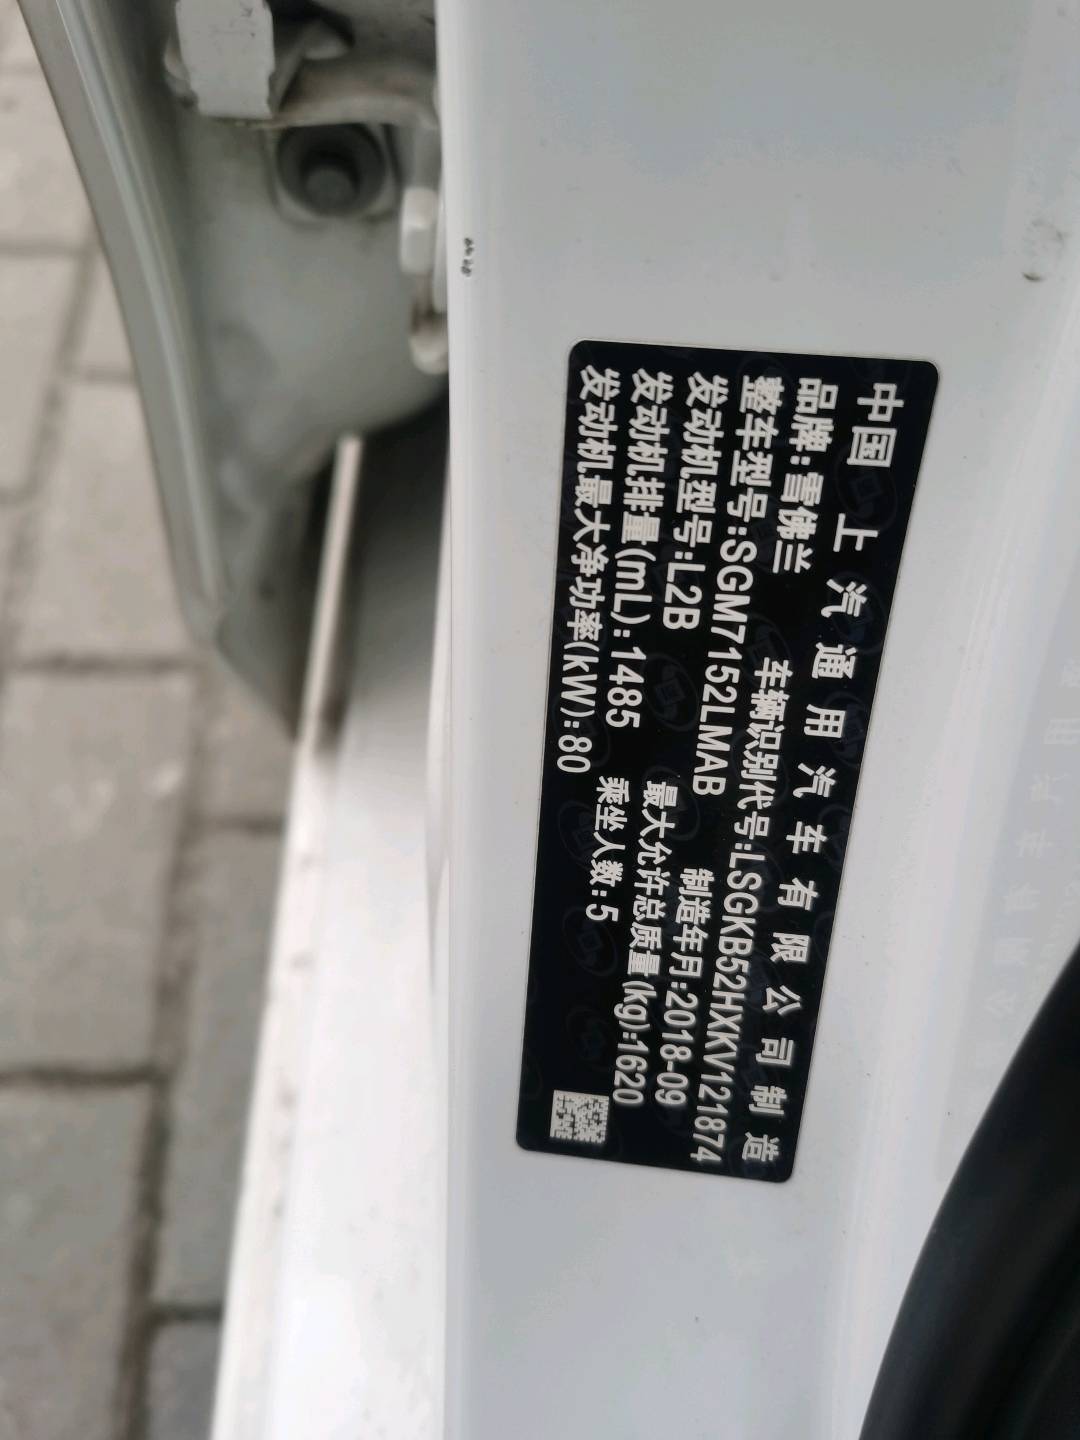 中国 上汽通用汽车有限公司制造
品牌:雪佛兰 车辆识别代号:LSGKB52HXKV121874
整车型号:SGM7152LMAB 制造年月:2018-09
发动机型号:L2B 最大允许总质量(kg):1620
发动机排量(mL):1485 乘坐人数:5
发动机最大净功率(kW):80